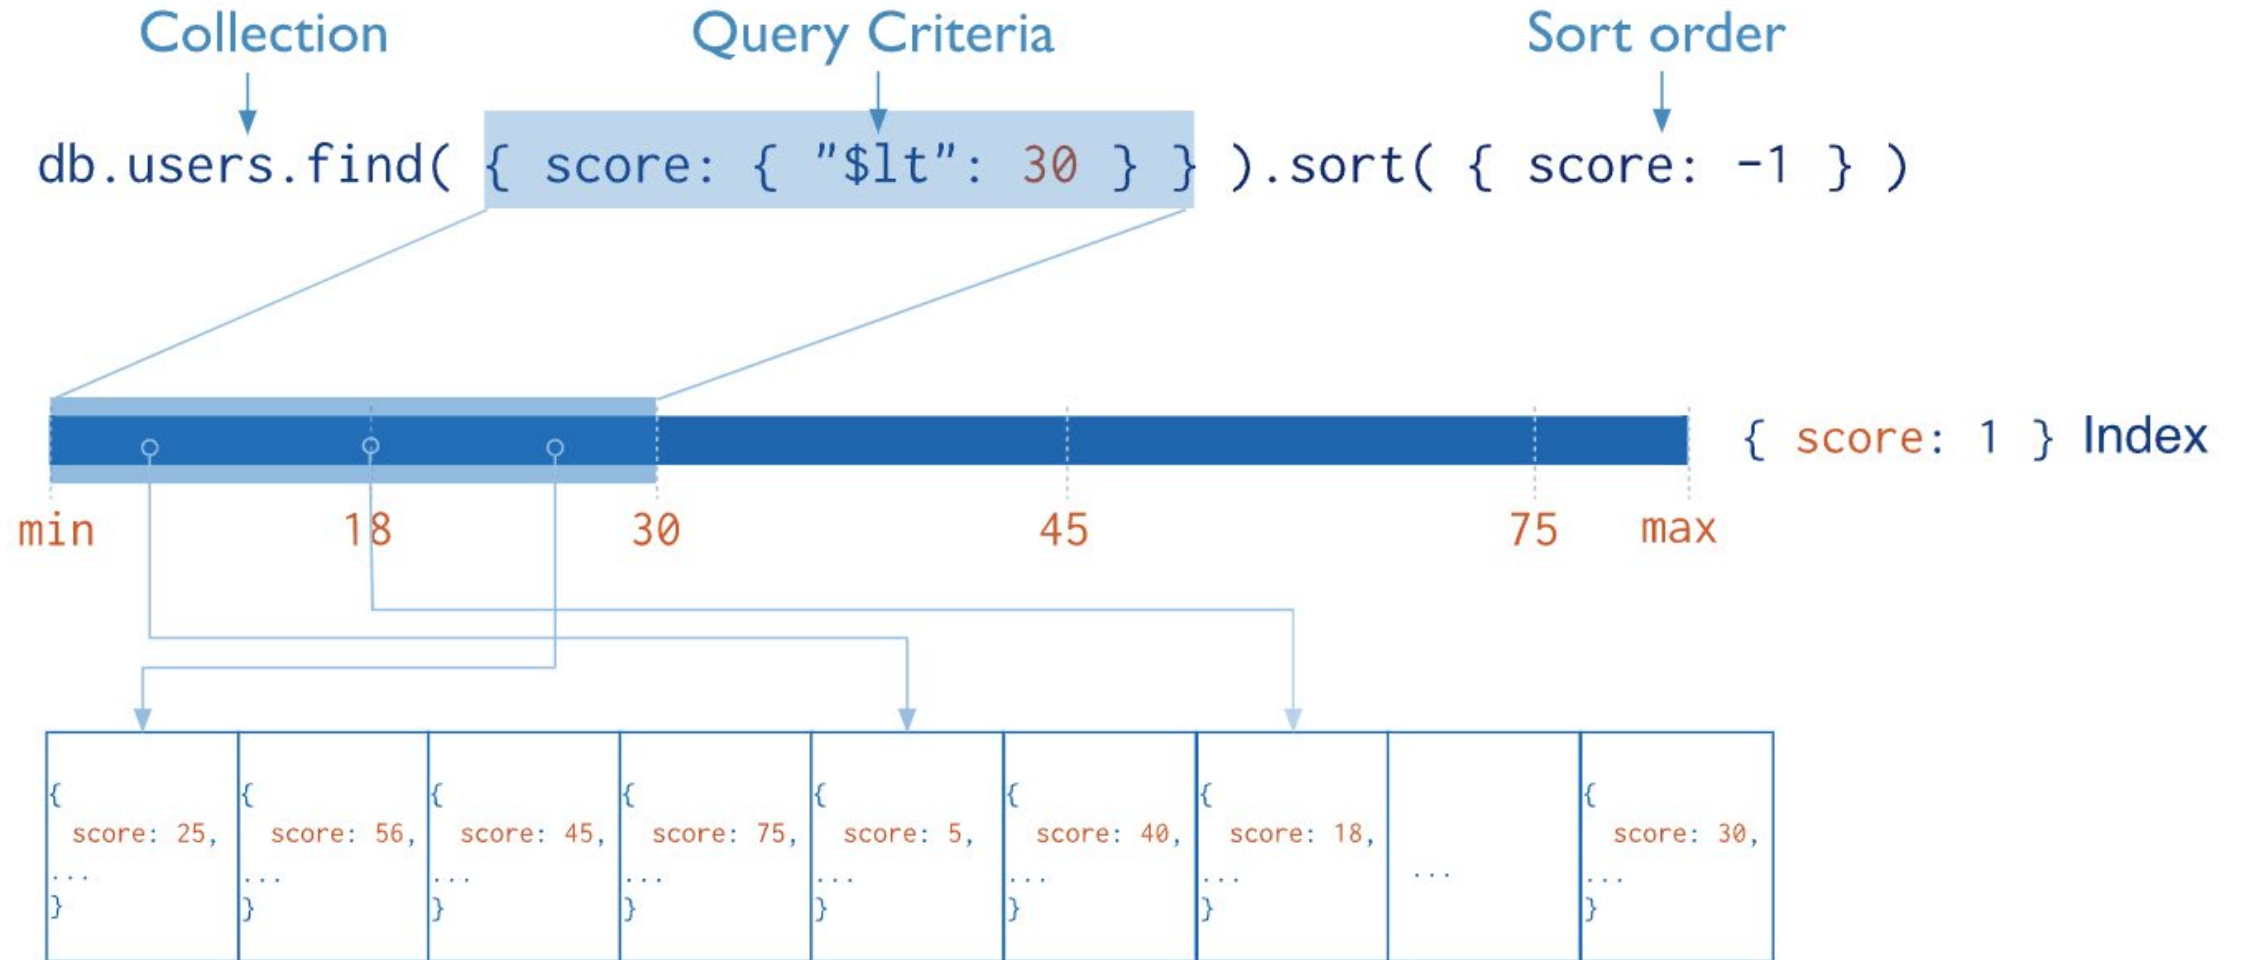 Collection Query Criteria Sort order
db.users.find( { score: { "$lt": 30 } } ).sort( { score: -1 } )
{ score: 1 } Index
min 18 30 45 75 max
{ { { { { { { {
score: 25, score: 56, score: 45, score: 75, score: 5, score: 40, score: 18, score: 30,
... ... ... ... ... ... ... ... ...
} } } } } } } }